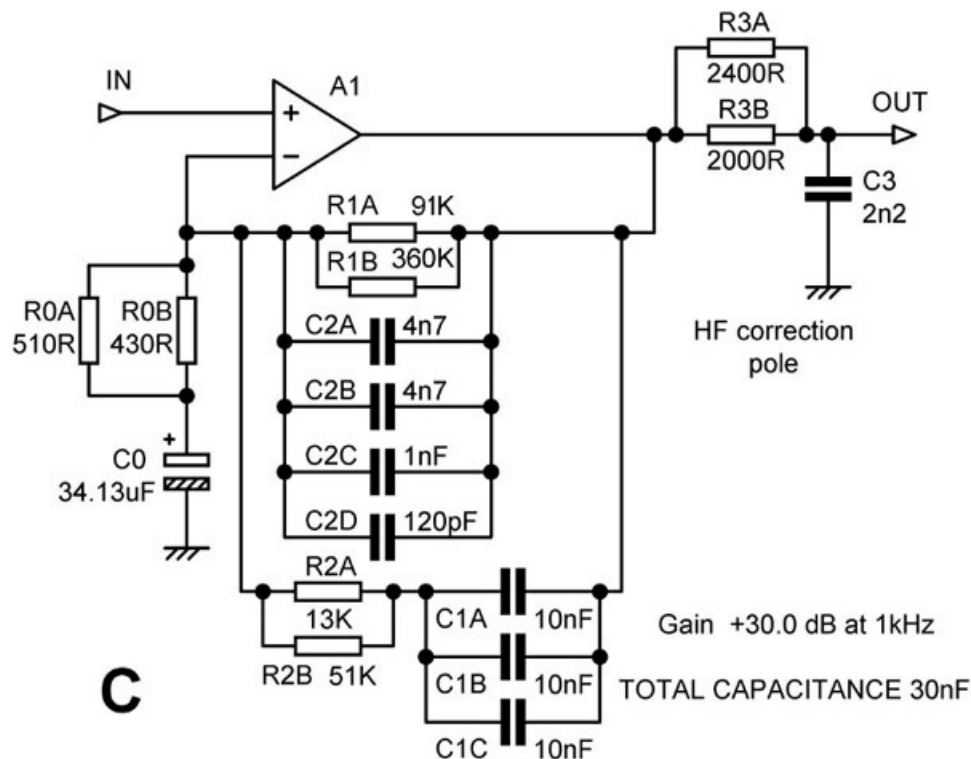 R3A
2400R
IN
A1
R3B
OUT
+
2000R
−
C3
2n2
R1A 91K
R1B 360K
R0A
510R
R0B
430R
C2A 4n7
HF correction
pole
C2B 4n7
+
C0
34.13uF
C2C 1nF
C2D 120pF
R2A
13K
C1A 10nF
Gain +30.0 dB at 1kHz
R2B 51K
C1B 10nF
TOTAL CAPACITANCE 30nF
C
C1C 10nF